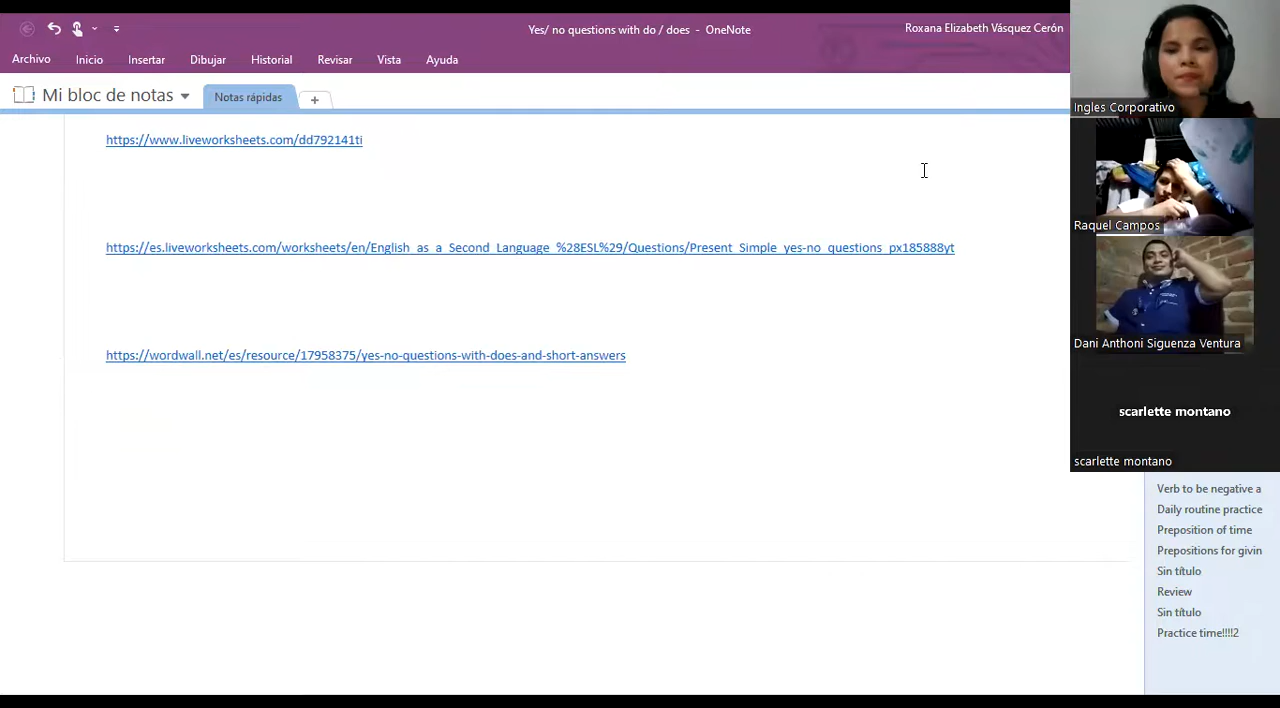 Yes/ no questions with do / does - OneNote
Roxana Elizabeth Vásquez Cerón
Archivo Inicio Insertar Dibujar Historial Revisar Vista Ayuda
Mi bloc de notas
Notas rápidas
+
https://www.liveworksheets.com/dd792141ti
https://es.liveworksheets.com/worksheets/en/English_as_a_Second_Language_%28ESL%29/Questions/Present_Simple_yes-no_questions_px185888yt
https://wordwall.net/es/resource/17958375/yes-no-questions-with-does-and-short-answers
Ingles Corporativo
Raquel Campos
Dani Anthoni Siguenza Ventura
scarlette montano
scarlette montano
Verb to be negative a
Daily routine practice
Preposition of time
Prepositions for givin
Sin título
Review
Sin título
Practice time!!!!2